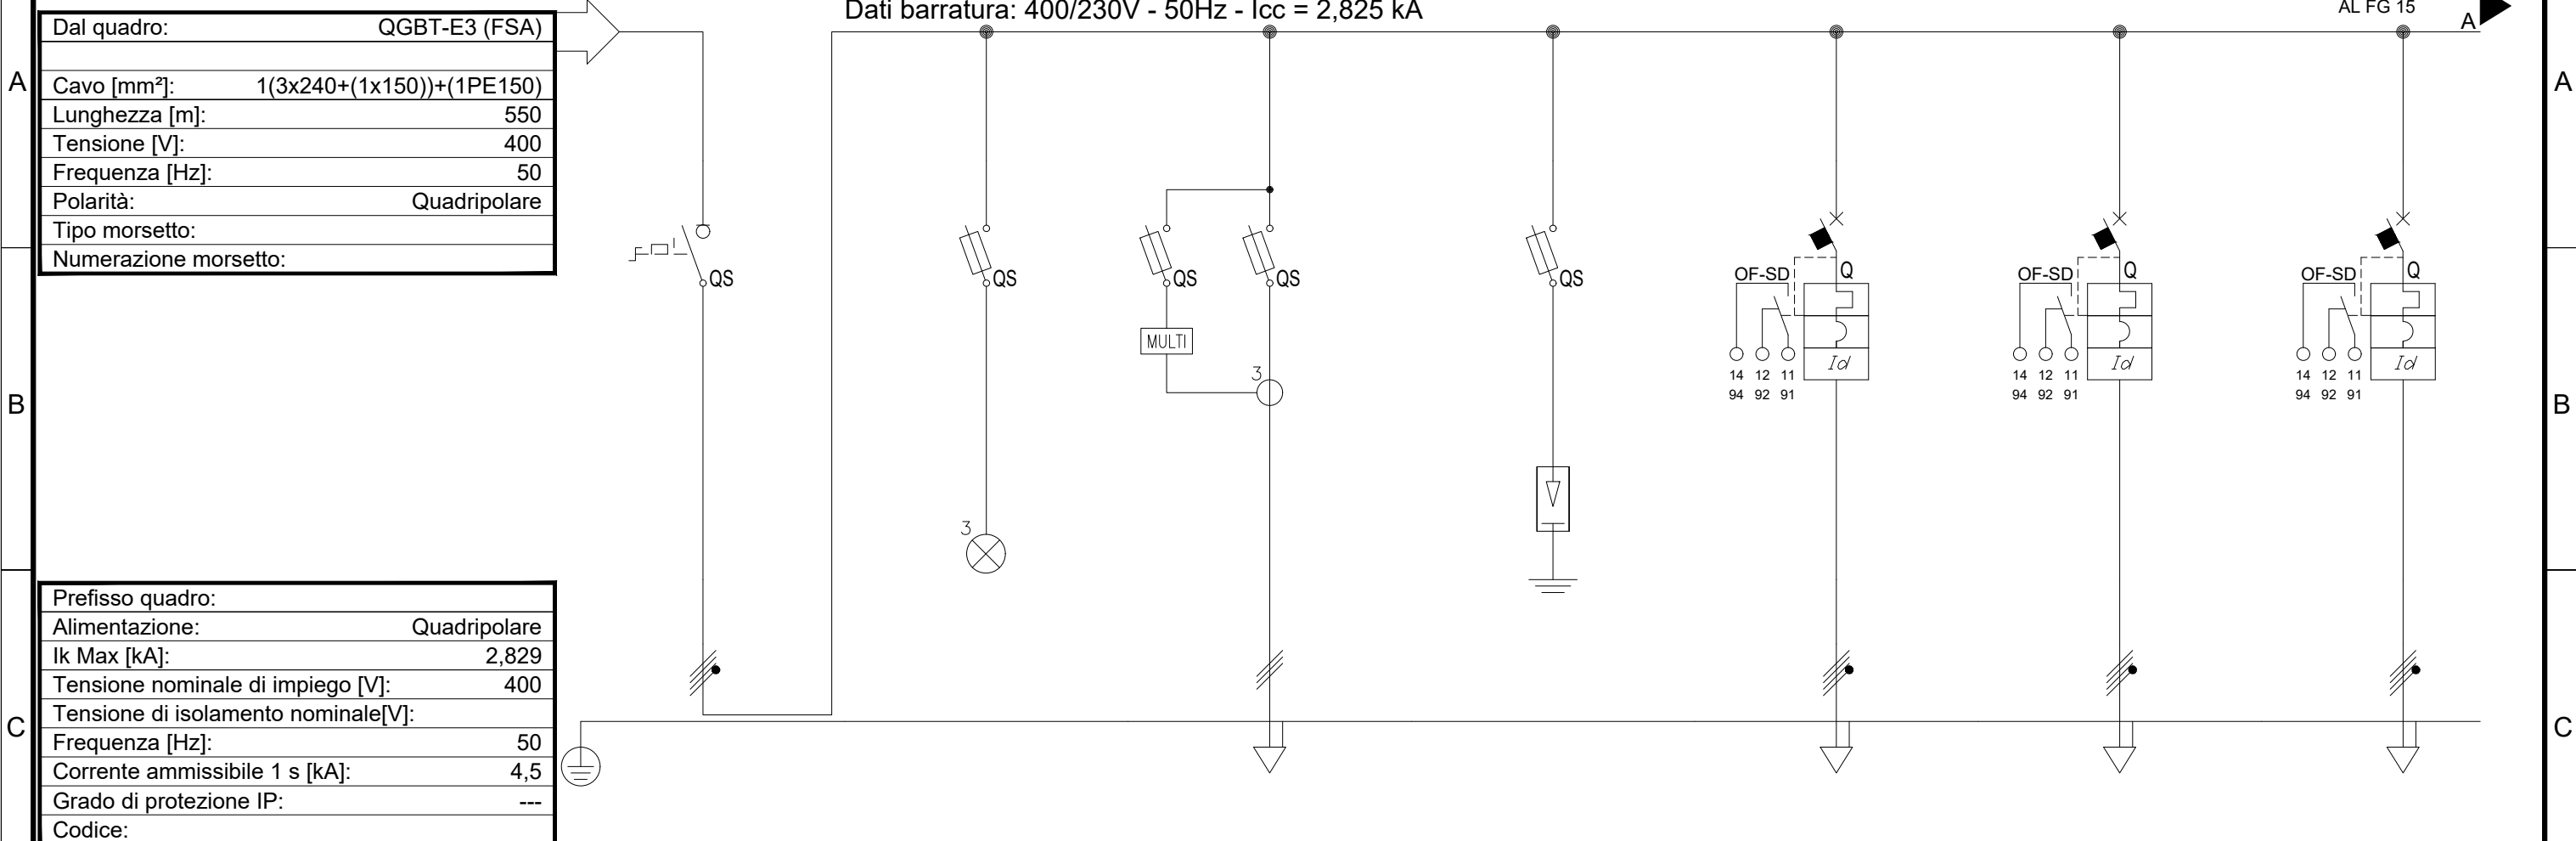 Dati barratura: 400/230V - 50Hz - Icc = 2,825 kA
AL FG 15
A
Dal quadro: QGBT-E3 (FSA)
Cavo [mm²]: 1(3x240+(1x150))+(1PE150)
Lunghezza [m]: 550
Tensione [V]: 400
Frequenza [Hz]: 50
Polarità: Quadripolare
Tipo morsetto:
Numerazione morsetto:
A
A
QS
QS
QS
QS
QS
OF-SD Q
OF-SD Q
OF-SD Q
MULTI
Id
Id
Id
14 12 11
94 92 91
14 12 11
94 92 91
14 12 11
94 92 91
3
B
B
3
Prefisso quadro:
Alimentazione: Quadripolare
Ik Max [kA]: 2,829
Tensione nominale di impiego [V]: 400
Tensione di isolamento nominale[V]:
Frequenza [Hz]: 50
Corrente ammissibile 1 s [kA]: 4,5
Grado di protezione IP: ---
Codice:
C
C